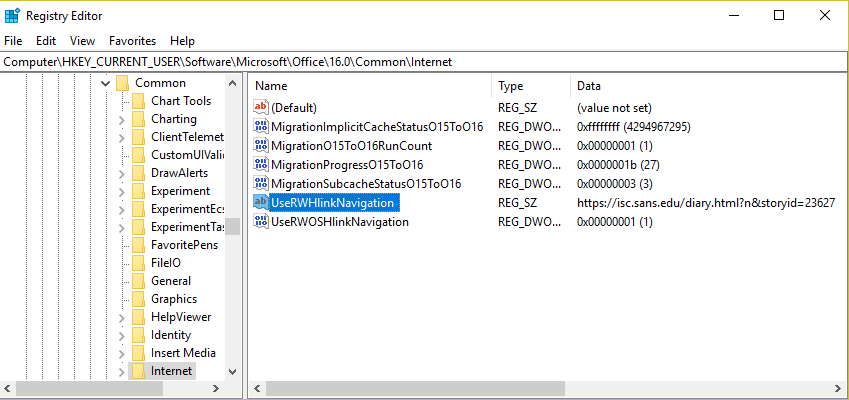 Registry Editor
File Edit View Favorites Help
Computer\HKEY_CURRENT_USER\Software\Microsoft\Office\16.0\Common\Internet
Common
Chart Tools
Charting
ClientTelemet
CustomUIValid
DrawAlerts
Experiment
ExperimentEcs
ExperimentTas
FavoritePens
FileIO
General
Graphics
HelpViewer
Identity
Insert Media
Internet
Name Type Data
ab (Default) REG_SZ (value not set)
MigrationImplicitCacheStatusO15ToO16 REG_DWO... 0xffffffff (4294967295)
MigrationO15ToO16RunCount REG_DWO... 0x00000001 (1)
MigrationProgressO15ToO16 REG_DWO... 0x0000001b (27)
MigrationSubcacheStatusO15ToO16 REG_DWO... 0x00000003 (3)
ab UseRWHlinkNavigation REG_SZ https://isc.sans.edu/diary.html?n&storyid=23627
UseRWOSHlinkNavigation REG_DWO... 0x00000001 (1)